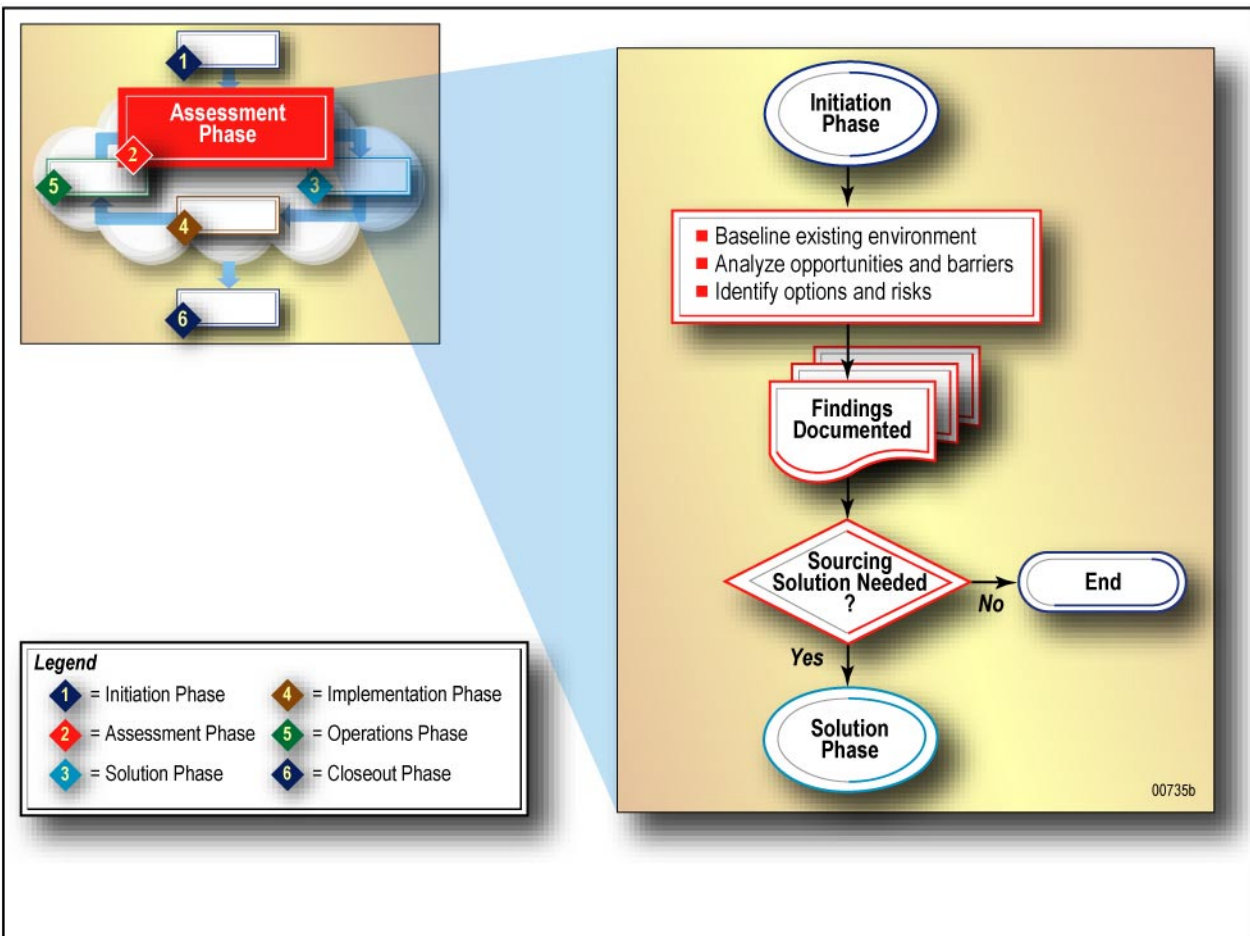 1
Assessment
Phase
2
3
5
4
6
Initiation
Phase
Baseline existing environment
Analyze opportunities and barriers
Identify options and risks
Findings
Documented
Sourcing
Solution Needed
?
No
End
Yes
Solution
Phase
00735b
Legend
1 = Initiation Phase
2 = Assessment Phase
3 = Solution Phase
4 = Implementation Phase
5 = Operations Phase
6 = Closeout Phase